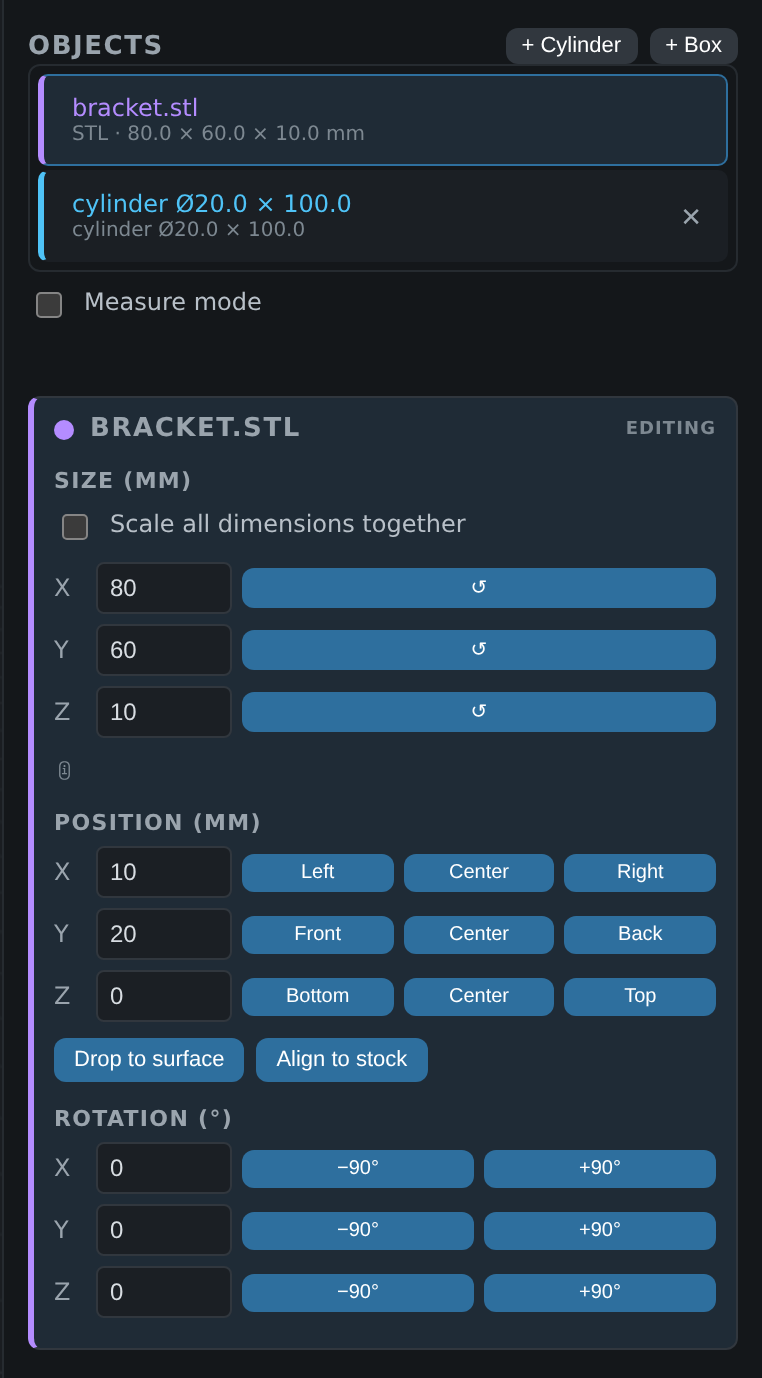 OBJECTS + Cylinder + Box
bracket.stl
STL · 80.0 × 60.0 × 10.0 mm
cylinder Ø20.0 × 100.0
cylinder Ø20.0 × 100.0 ✕
Measure mode
BRACKET.STL EDITING
SIZE (MM)
Scale all dimensions together
X 80 ↺
Y 60 ↺
Z 10 ↺
ℹ
POSITION (MM)
X 10 Left Center Right
Y 20 Front Center Back
Z 0 Bottom Center Top
Drop to surface Align to stock
ROTATION (°)
X 0 −90° +90°
Y 0 −90° +90°
Z 0 −90° +90°